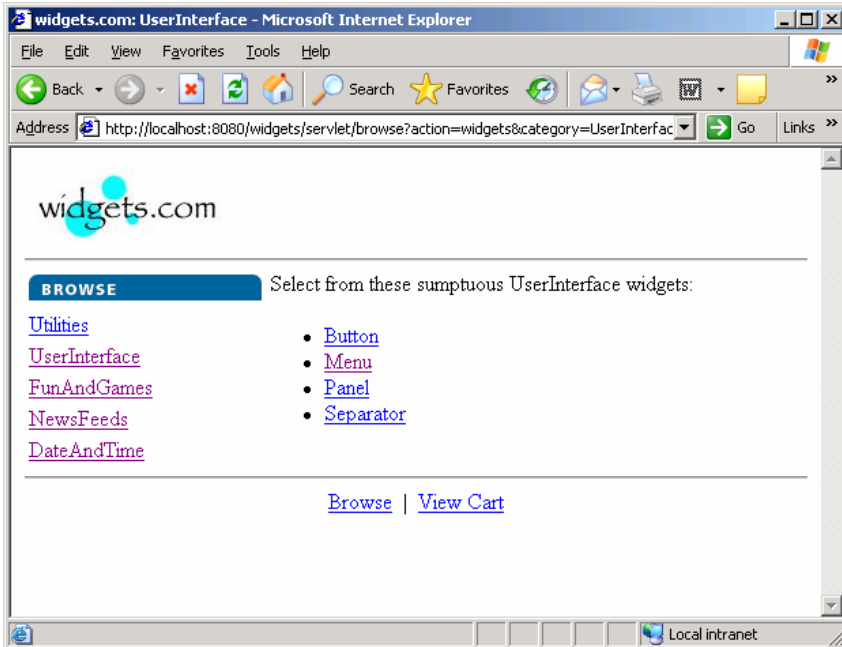 widgets.com: UserInterface - Microsoft Internet Explorer
File Edit View Favorites Tools Help
Back Search Favorites »
Address http://localhost:8080/widgets/servlet/browse?action=widgets&category=UserInterfac Go Links »
widgets.com
BROWSE
Select from these sumptuous UserInterface widgets:
Utilities
UserInterface
FunAndGames
NewsFeeds
DateAndTime
• Button
• Menu
• Panel
• Separator
Browse | View Cart
Local intranet